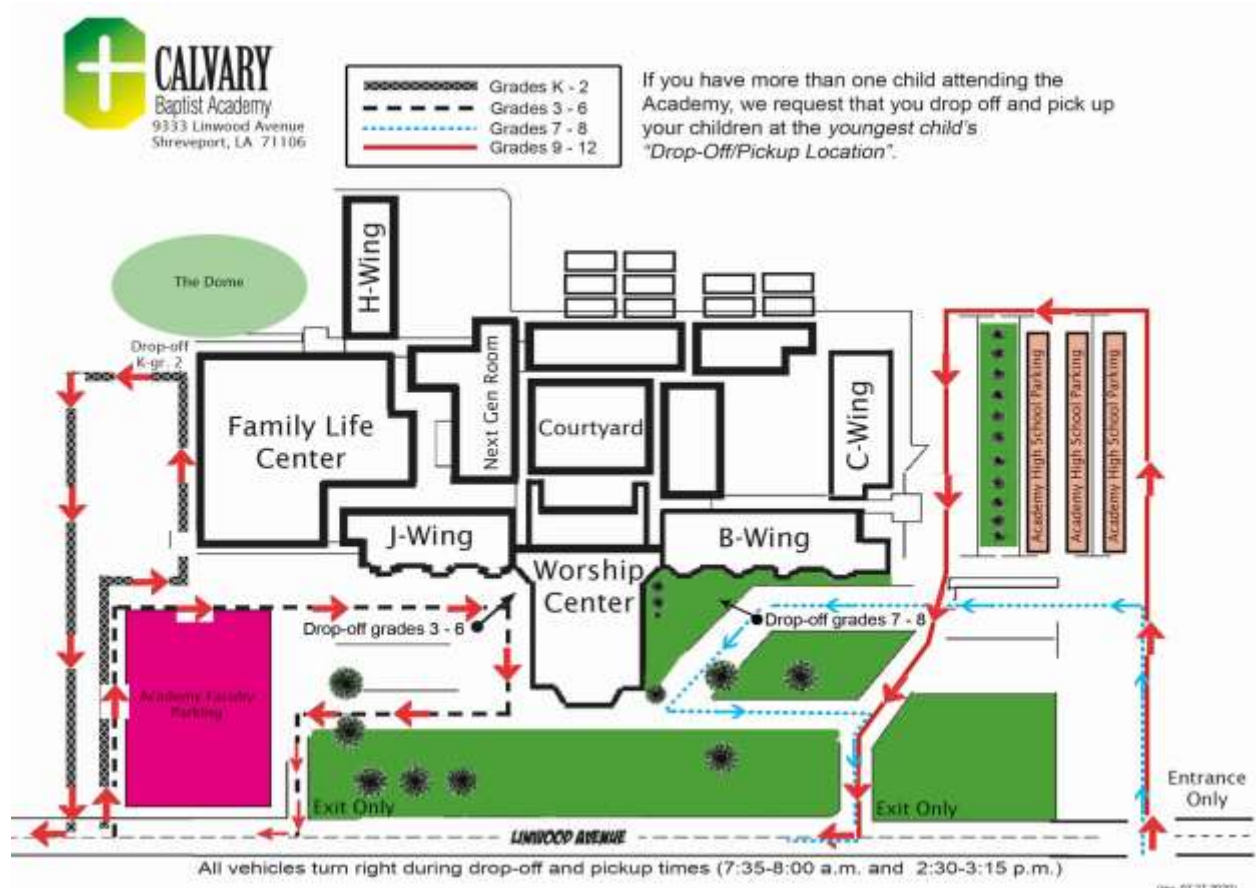 CALVARY
Baptist Academy
9333 Linwood Avenue
Shreveport, LA 71106
Grades K - 2
Grades 3 - 6
Grades 7 - 8
Grades 9 - 12
If you have more than one child attending the
Academy, we request that you drop off and pick up
your children at the youngest child's
"Drop-Off/Pickup Location".
The Dome
H-Wing
Drop-off
K-gr. 2
Family Life
Center
Next Gen Room
Courtyard
C-Wing
Academy High School Parking
Academy High School Parking
Academy High School Parking
J-Wing
B-Wing
Worship
Center
Drop-off grades 3 - 6
Drop-off grades 7 - 8
Academy Faculty
Parking
Exit Only
Exit Only
Entrance
Only
LINWOOD AVENUE
All vehicles turn right during drop-off and pickup times (7:35-8:00 a.m. and 2:30-3:15 p.m.)